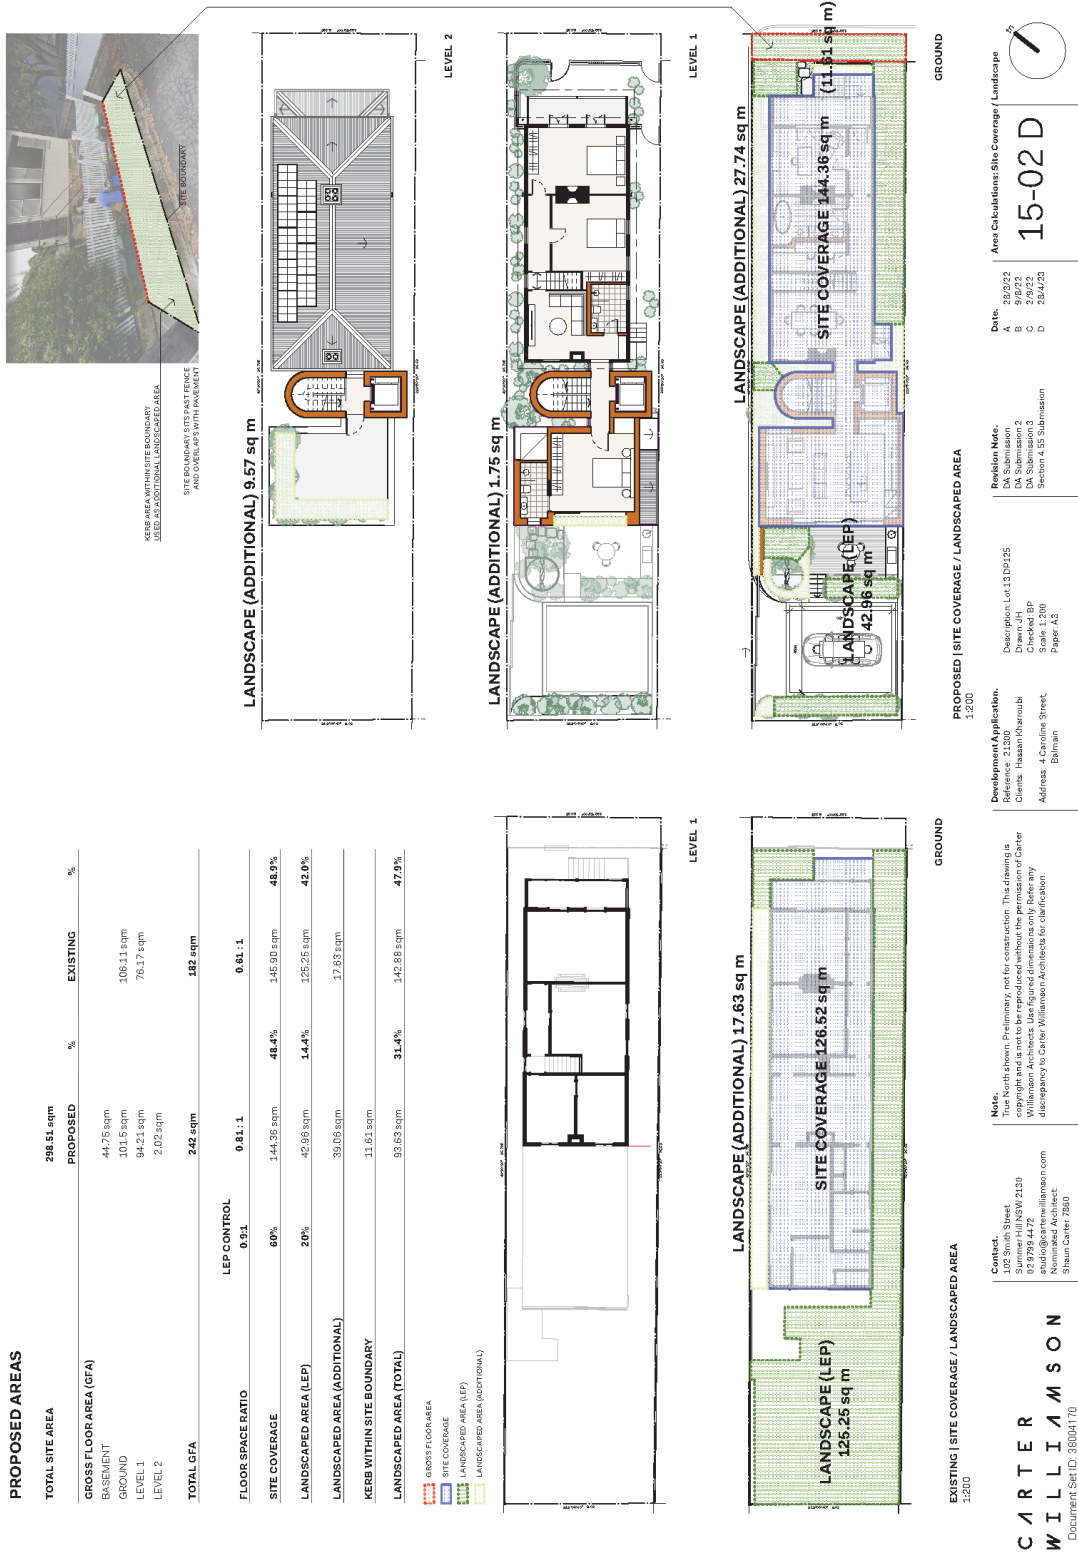 PROPOSED AREAS
TOTAL SITE AREA 298.51 sqm
PROPOSED % EXISTING %
GROSS FLOOR AREA (GFA)
BASEMENT 44.75 sqm
GROUND 101.5 sqm 106.11 sqm
LEVEL 1 94.21 sqm 76.17 sqm
LEVEL 2 2.02 sqm
TOTAL GFA 242 sqm 182 sqm
LEP CONTROL
FLOOR SPACE RATIO 0.9:1 0.81 : 1 0.61 : 1
SITE COVERAGE 60% 144.36 sqm 48.4% 145.90 sqm 48.9%
LANDSCAPED AREA (LEP) 20% 42.96 sqm 14.4% 125.25 sqm 42.0%
LANDSCAPED AREA (ADDITIONAL) 39.06 sqm 17.63 sqm
KERB WITHIN SITE BOUNDARY 11.61 sqm
LANDSCAPED AREA (TOTAL) 93.63 sqm 31.4% 142.88 sqm 47.9%
GROSS FLOOR AREA
SITE COVERAGE
LANDSCAPED AREA (LEP)
LANDSCAPED AREA (ADDITIONAL)
SITE BOUNDARY
KERB AREA WITHIN SITE BOUNDARY
USED AS ADDITIONAL LANDSCAPED AREA
SITE BOUNDARY SITS PAST FENCE
AND OVERLAPS WITH PAVEMENT
LANDSCAPE (ADDITIONAL) 9.57 sq m
LEVEL 2
LANDSCAPE (ADDITIONAL) 1.75 sq m
LEVEL 1
LANDSCAPE (ADDITIONAL) 27.74 sq m
(11.61 sq m)
SITE COVERAGE 144.36 sq m
LANDSCAPE (LEP)
42.96 sq m
GROUND
PROPOSED | SITE COVERAGE / LANDSCAPED AREA
1:200
LEVEL 1
LANDSCAPE (ADDITIONAL) 17.63 sq m
SITE COVERAGE 126.52 sq m
LANDSCAPE (LEP)
125.25 sq m
GROUND
EXISTING | SITE COVERAGE / LANDSCAPED AREA
1:200
CARTER
WILLIAMSON
Document Set ID: 38004170
Contact.
102 Smith Street
Summer Hill NSW 2130
02 9799 4472
studio@carterwilliamson.com
Nominated Architect:
Shaun Carter 7860
Note.
True North shown. Preliminary, not for construction. This drawing is
copyright and is not to be reproduced without the permission of Carter
Williamson Architects. Use figured dimensions only. Refer any
discrepancy to Carter Williamson Architects for clarification.
Development Application.
Reference: 21300
Clients: Hassan Kharroubi
Address: 4 Caroline Street,
Balmain
Description: Lot 13 DP125
Drawn: JH
Checked: BP
Scale: 1:200
Paper: A3
Revision Note. Date.
DA Submission A 28/3/22
DA Submission 2 B 9/8/22
DA Submission 3 C 2/9/22
Section 4.55 Submission D 28/4/23
Area Calculations: Site Coverage / Landscape
15-02 D